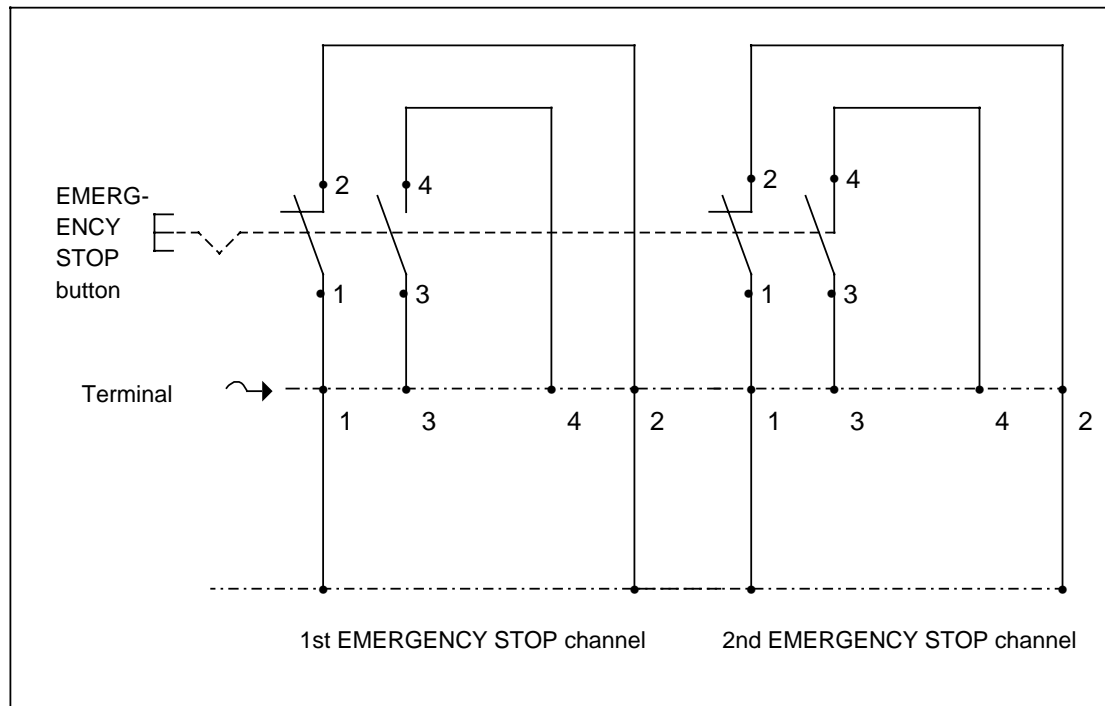 2 4 2 4
EMERG-
ENCY
STOP
button
1 3 1 3
Terminal
1 3 4 2 1 3 4 2
1st EMERGENCY STOP channel 2nd EMERGENCY STOP channel